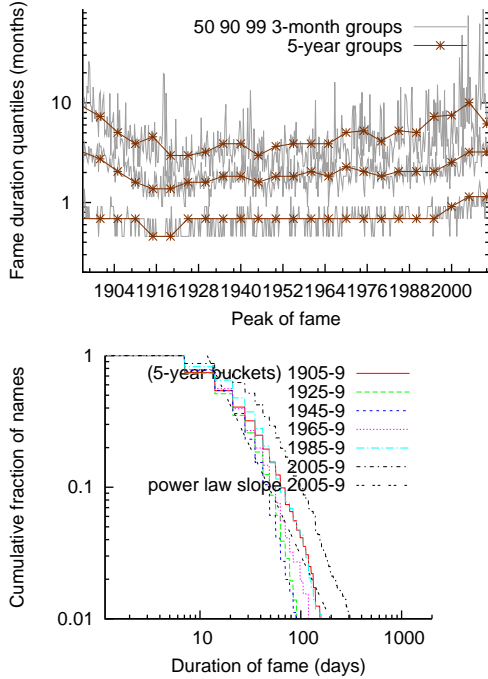 50 90 99 3-month groups
5-year groups
Fame duration quantiles (months)
10
1
1904 1916 1928 1940 1952 1964 1976 1988 2000
Peak of fame
(5-year buckets) 1905-9
1925-9
1945-9
1965-9
1985-9
2005-9
power law slope 2005-9
Cumulative fraction of names
1
0.1
0.01
10 100 1000
Duration of fame (days)